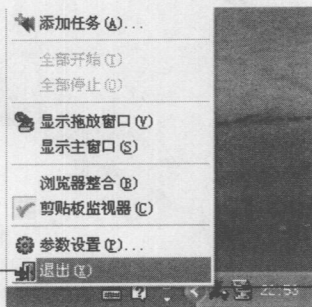 添加任务(A)...
全部开始(T)
全部停止(O)
显示拖放窗口(V)
显示主窗口(S)
浏览器整合(B)
剪贴板监视器(C)
参数设置(P)...
退出(X)
22:53